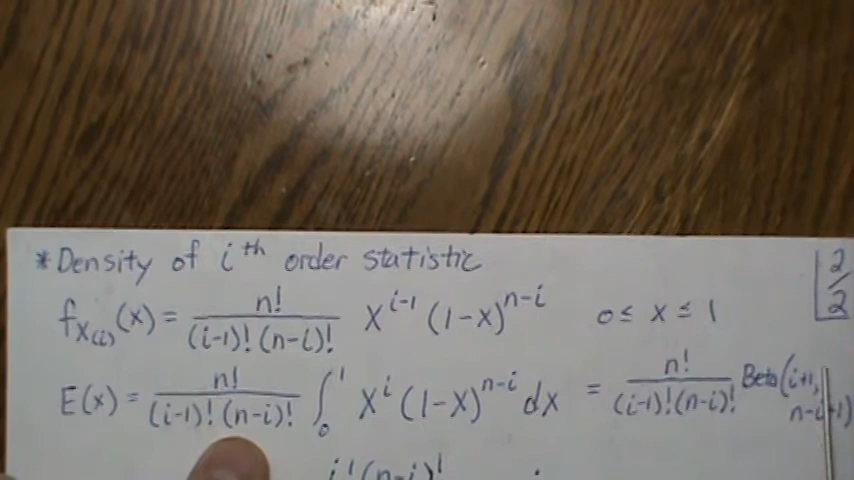 *Density of i^th order statistic
2/2
f_{X_{(i)}}(x) = n!/((i-1)!(n-i)!) x^{i-1} (1-x)^{n-i} 0 ≤ x ≤ 1
E(x) = n!/((i-1)!(n-i)!) ∫_0^1 x^i (1-x)^{n-i} dx = n!/((i-1)!(n-i)!) Beta(i+1,
n-i+1)
i!(n-i)!